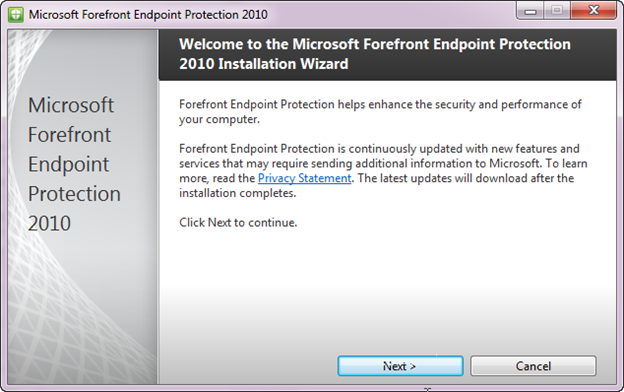 Microsoft Forefront Endpoint Protection 2010
Microsoft
Forefront
Endpoint
Protection
2010
Welcome to the Microsoft Forefront Endpoint Protection
2010 Installation Wizard
Forefront Endpoint Protection helps enhance the security and performance of
your computer.
Forefront Endpoint Protection is continuously updated with new features and
services that may require sending additional information to Microsoft. To learn
more, read the Privacy Statement. The latest updates will download after the
installation completes.
Click Next to continue.
Next >
Cancel